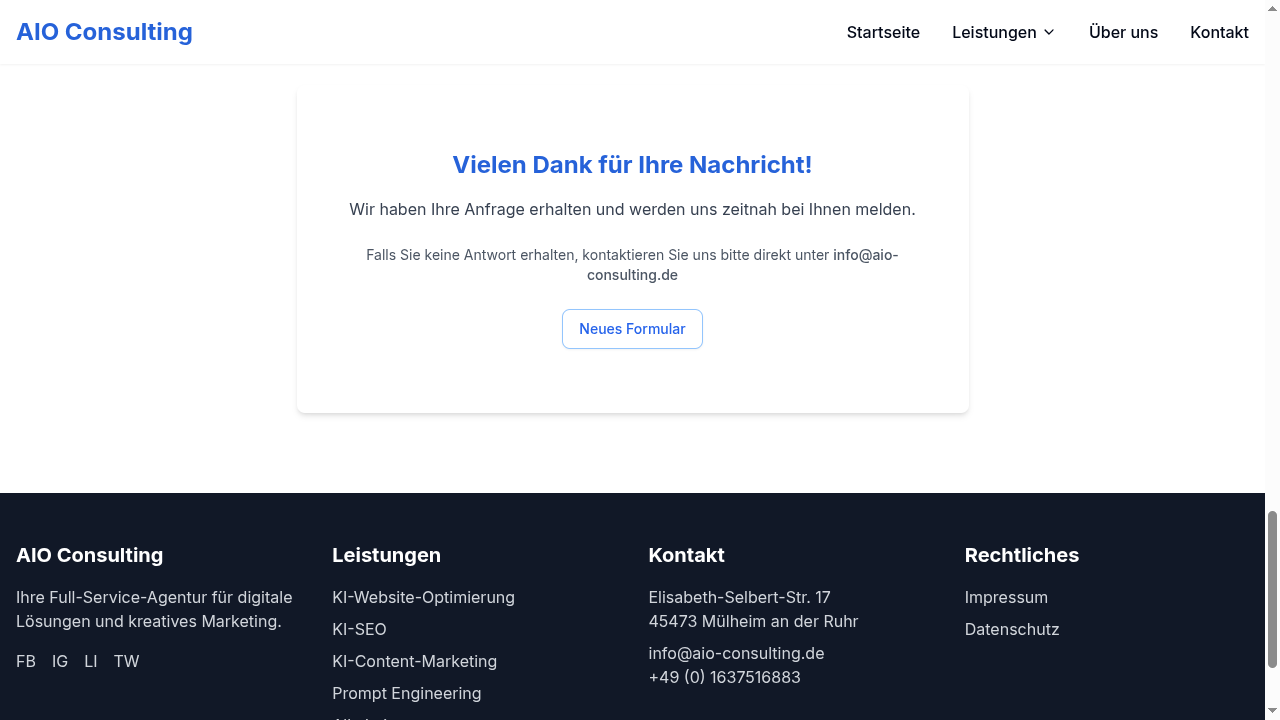 AIO Consulting
Startseite
Leistungen
Über uns
Kontakt
Vielen Dank für Ihre Nachricht!
Wir haben Ihre Anfrage erhalten und werden uns zeitnah bei Ihnen melden.
Falls Sie keine Antwort erhalten, kontaktieren Sie uns bitte direkt unter info@aio-
consulting.de
Neues Formular
AIO Consulting
Ihre Full-Service-Agentur für digitale
Lösungen und kreatives Marketing.
FB IG LI TW
Leistungen
KI-Website-Optimierung
KI-SEO
KI-Content-Marketing
Prompt Engineering
Kontakt
Elisabeth-Selbert-Str. 17
45473 Mülheim an der Ruhr
info@aio-consulting.de
+49 (0) 1637516883
Rechtliches
Impressum
Datenschutz